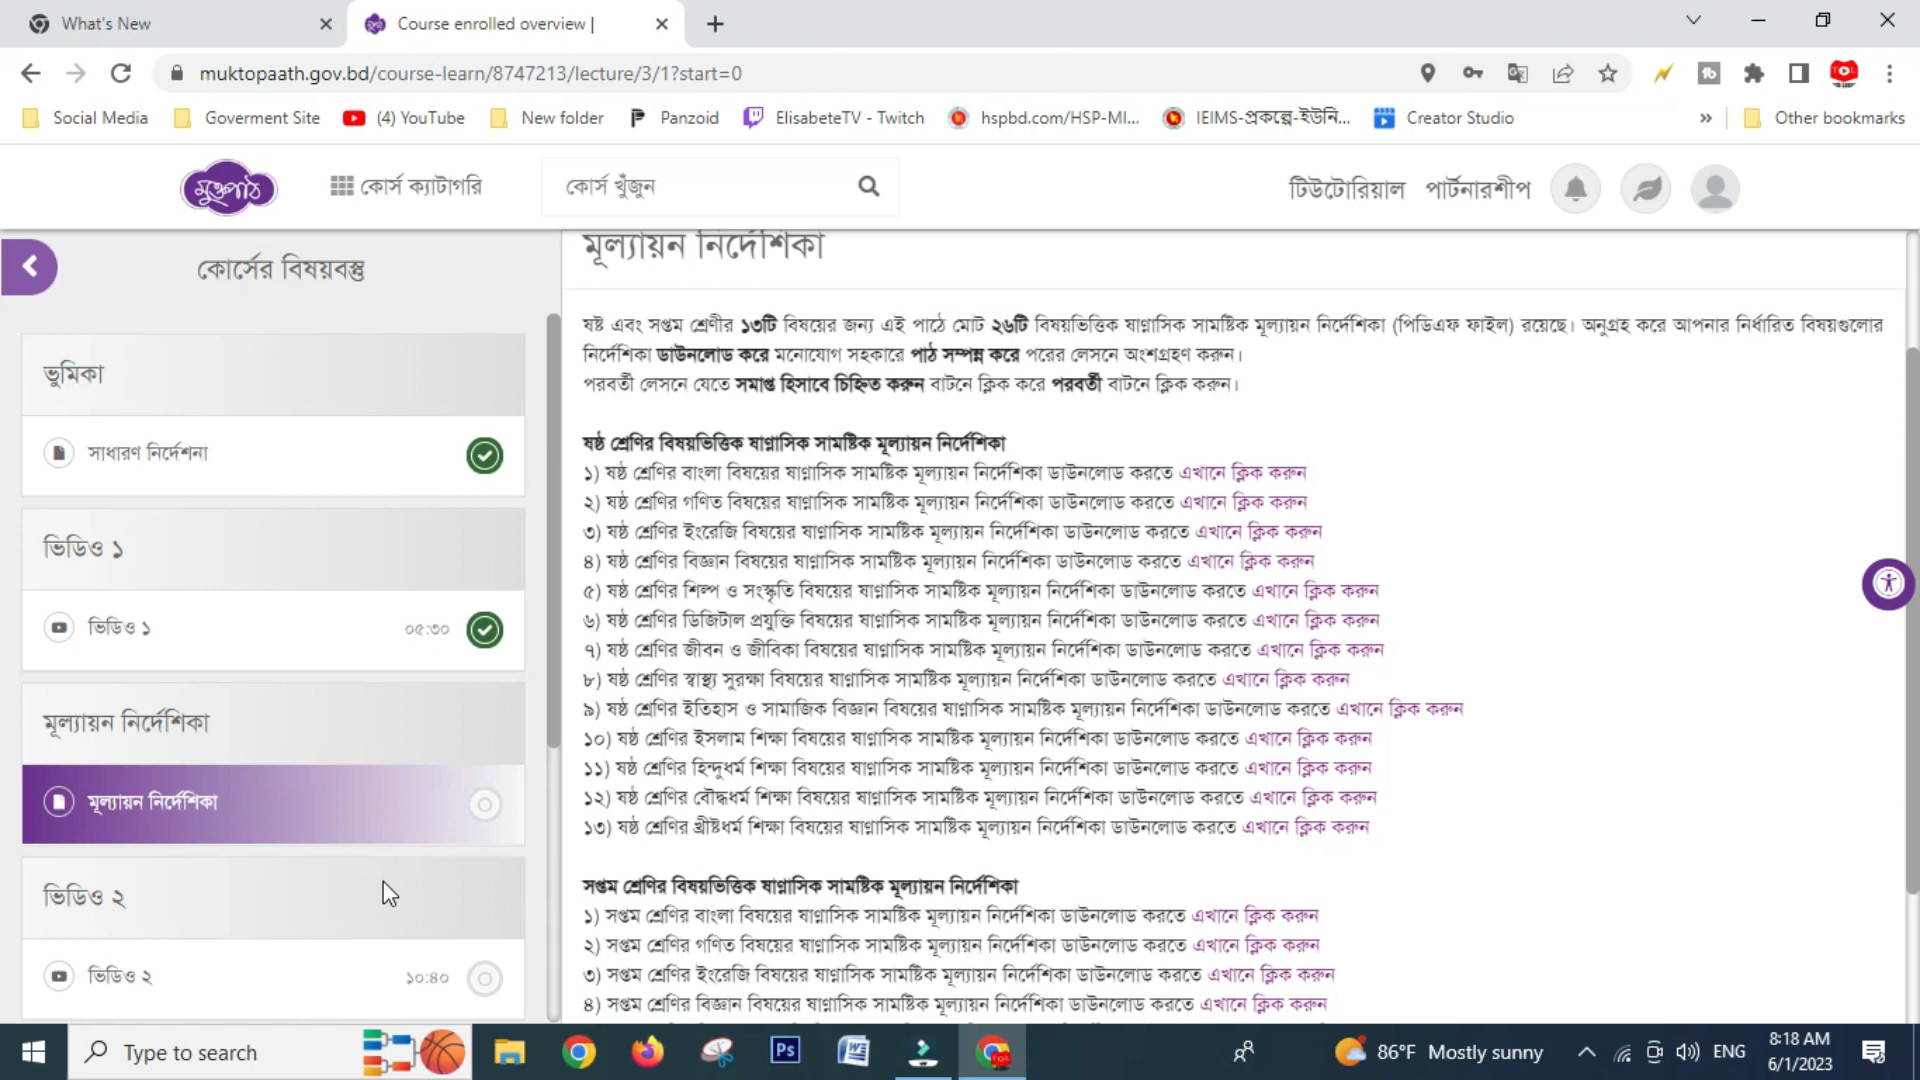 What's New
Course enrolled overview |
muktopaath.gov.bd/course-learn/8747213/lecture/3/1?start=0
Social Media
Goverment Site
(4) YouTube
New folder
Panzoid
ElisabeteTV - Twitch
hspbd.com/HSP-MI...
IEIMS-প্রকল্পে-ইউনি...
Creator Studio
»
Other bookmarks
মুক্তপাঠ
কোর্স ক্যাটাগরি
কোর্স খুঁজুন
টিউটোরিয়াল
পার্টনারশীপ
কোর্সের বিষয়বস্তু
ভুমিকা
সাধারণ নির্দেশনা
ভিডিও ১
ভিডিও ১ ০৫:৩০
মূল্যায়ন নির্দেশিকা
মূল্যায়ন নির্দেশিকা
ভিডিও ২
ভিডিও ২ ১০:৪০
মূল্যায়ন নির্দেশিকা
ষষ্ট এবং সপ্তম শ্রেণীর ১৩টি বিষয়ের জন্য এই পাঠে মোট ২৬টি বিষয়ভিত্তিক ষাণ্মাসিক সামষ্টিক মূল্যায়ন নির্দেশিকা (পিডিএফ ফাইল) রয়েছে। অনুগ্রহ করে আপনার নির্ধারিত বিষয়গুলোর
নির্দেশিকা ডাউনলোড করে মনোযোগ সহকারে পাঠ সম্পন্ন করে পরের লেসনে অংশগ্রহণ করুন।
পরবর্তী লেসনে যেতে সমাপ্ত হিসাবে চিহ্নিত করুন বাটনে ক্লিক করে পরবর্তী বাটনে ক্লিক করুন।
ষষ্ঠ শ্রেণির বিষয়ভিত্তিক ষাণ্মাসিক সামষ্টিক মূল্যায়ন নির্দেশিকা
১) ষষ্ঠ শ্রেণির বাংলা বিষয়ের ষাণ্মাসিক সামষ্টিক মূল্যায়ন নির্দেশিকা ডাউনলোড করতে এখানে ক্লিক করুন
২) ষষ্ঠ শ্রেণির গণিত বিষয়ের ষাণ্মাসিক সামষ্টিক মূল্যায়ন নির্দেশিকা ডাউনলোড করতে এখানে ক্লিক করুন
৩) ষষ্ঠ শ্রেণির ইংরেজি বিষয়ের ষাণ্মাসিক সামষ্টিক মূল্যায়ন নির্দেশিকা ডাউনলোড করতে এখানে ক্লিক করুন
৪) ষষ্ঠ শ্রেণির বিজ্ঞান বিষয়ের ষাণ্মাসিক সামষ্টিক মূল্যায়ন নির্দেশিকা ডাউনলোড করতে এখানে ক্লিক করুন
৫) ষষ্ঠ শ্রেণির শিল্প ও সংস্কৃতি বিষয়ের ষাণ্মাসিক সামষ্টিক মূল্যায়ন নির্দেশিকা ডাউনলোড করতে এখানে ক্লিক করুন
৬) ষষ্ঠ শ্রেণির ডিজিটাল প্রযুক্তি বিষয়ের ষাণ্মাসিক সামষ্টিক মূল্যায়ন নির্দেশিকা ডাউনলোড করতে এখানে ক্লিক করুন
৭) ষষ্ঠ শ্রেণির জীবন ও জীবিকা বিষয়ের ষাণ্মাসিক সামষ্টিক মূল্যায়ন নির্দেশিকা ডাউনলোড করতে এখানে ক্লিক করুন
৮) ষষ্ঠ শ্রেণির স্বাস্থ্য সুরক্ষা বিষয়ের ষাণ্মাসিক সামষ্টিক মূল্যায়ন নির্দেশিকা ডাউনলোড করতে এখানে ক্লিক করুন
৯) ষষ্ঠ শ্রেণির ইতিহাস ও সামাজিক বিজ্ঞান বিষয়ের ষাণ্মাসিক সামষ্টিক মূল্যায়ন নির্দেশিকা ডাউনলোড করতে এখানে ক্লিক করুন
১০) ষষ্ঠ শ্রেণির ইসলাম শিক্ষা বিষয়ের ষাণ্মাসিক সামষ্টিক মূল্যায়ন নির্দেশিকা ডাউনলোড করতে এখানে ক্লিক করুন
১১) ষষ্ঠ শ্রেণির হিন্দুধর্ম শিক্ষা বিষয়ের ষাণ্মাসিক সামষ্টিক মূল্যায়ন নির্দেশিকা ডাউনলোড করতে এখানে ক্লিক করুন
১২) ষষ্ঠ শ্রেণির বৌদ্ধধর্ম শিক্ষা বিষয়ের ষাণ্মাসিক সামষ্টিক মূল্যায়ন নির্দেশিকা ডাউনলোড করতে এখানে ক্লিক করুন
১৩) ষষ্ঠ শ্রেণির খ্রীষ্টধর্ম শিক্ষা বিষয়ের ষাণ্মাসিক সামষ্টিক মূল্যায়ন নির্দেশিকা ডাউনলোড করতে এখানে ক্লিক করুন
সপ্তম শ্রেণির বিষয়ভিত্তিক ষাণ্মাসিক সামষ্টিক মূল্যায়ন নির্দেশিকা
১) সপ্তম শ্রেণির বাংলা বিষয়ের ষাণ্মাসিক সামষ্টিক মূল্যায়ন নির্দেশিকা ডাউনলোড করতে এখানে ক্লিক করুন
২) সপ্তম শ্রেণির গণিত বিষয়ের ষাণ্মাসিক সামষ্টিক মূল্যায়ন নির্দেশিকা ডাউনলোড করতে এখানে ক্লিক করুন
৩) সপ্তম শ্রেণির ইংরেজি বিষয়ের ষাণ্মাসিক সামষ্টিক মূল্যায়ন নির্দেশিকা ডাউনলোড করতে এখানে ক্লিক করুন
৪) সপ্তম শ্রেণির বিজ্ঞান বিষয়ের ষাণ্মাসিক সামষ্টিক মূল্যায়ন নির্দেশিকা ডাউনলোড করতে এখানে ক্লিক করুন
Type to search
Ps
86°F Mostly sunny
ENG
8:18 AM
6/1/2023